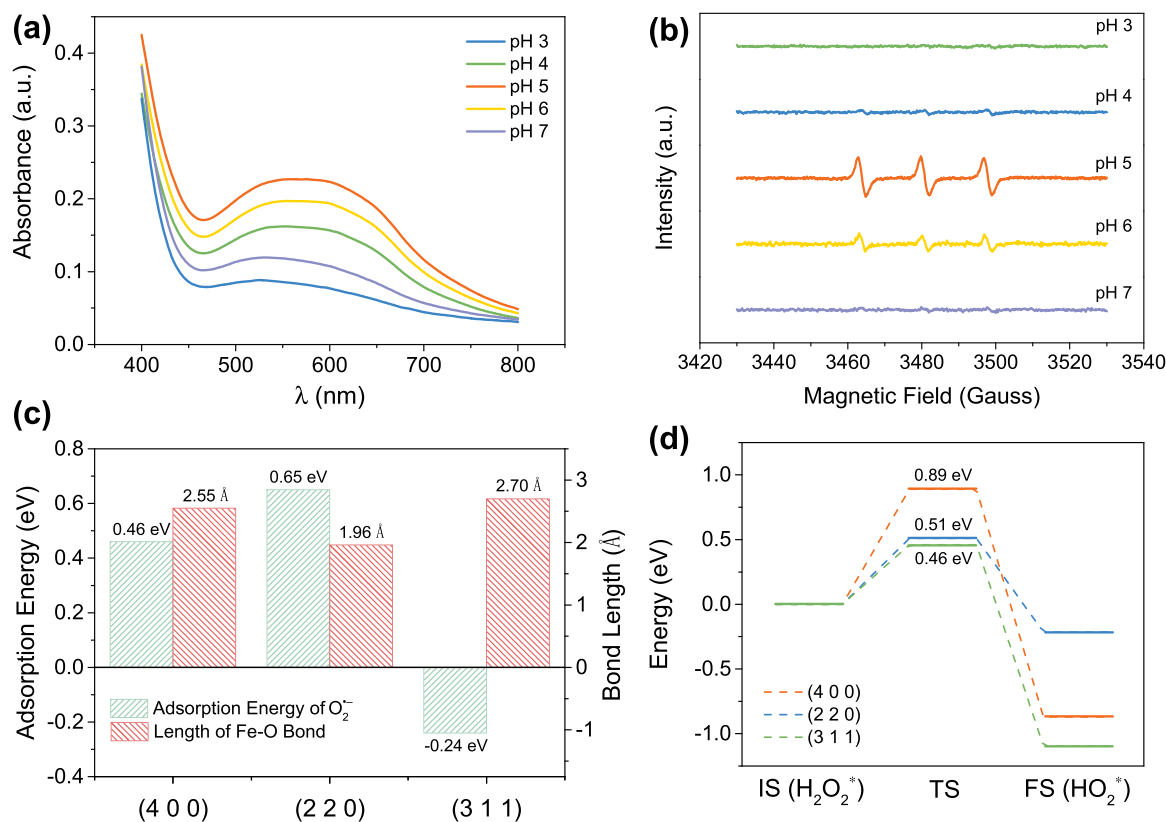 (a)
Absorbance (a.u.)
0.4
0.3
0.2
0.1
0.0
pH 3
pH 4
pH 5
pH 6
pH 7
400 500 600 700 800
λ (nm)
(b)
Intensity (a.u.)
pH 3
pH 4
pH 5
pH 6
pH 7
3420 3440 3460 3480 3500 3520 3540
Magnetic Field (Gauss)
(c)
Adsorption Energy (eV)
0.8
0.6
0.4
0.2
0.0
-0.2
-0.4
0.46 eV
2.55 Å
0.65 eV
1.96 Å
2.70 Å
-0.24 eV
Adsorption Energy of O₂•−
Length of Fe-O Bond
3
2
1
0
-1
Bond Length (Å)
(4 0 0) (2 2 0) (3 1 1)
(d)
Energy (eV)
1.0
0.5
0.0
-0.5
-1.0
0.89 eV
0.51 eV
0.46 eV
(4 0 0)
(2 2 0)
(3 1 1)
IS (H₂O₂*) TS FS (HO₂*)